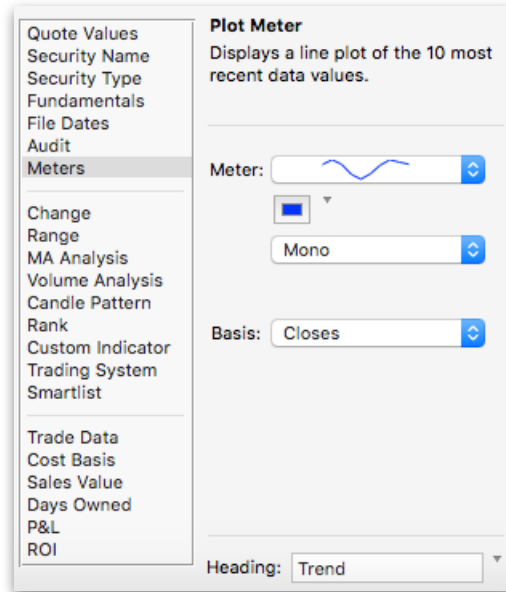 Quote Values
Security Name
Security Type
Fundamentals
File Dates
Audit
Meters
Change
Range
MA Analysis
Volume Analysis
Candle Pattern
Rank
Custom Indicator
Trading System
Smartlist
Trade Data
Cost Basis
Sales Value
Days Owned
P&L
ROI
Plot Meter
Displays a line plot of the 10 most
recent data values.
Meter:
Mono
Basis: Closes
Heading: Trend